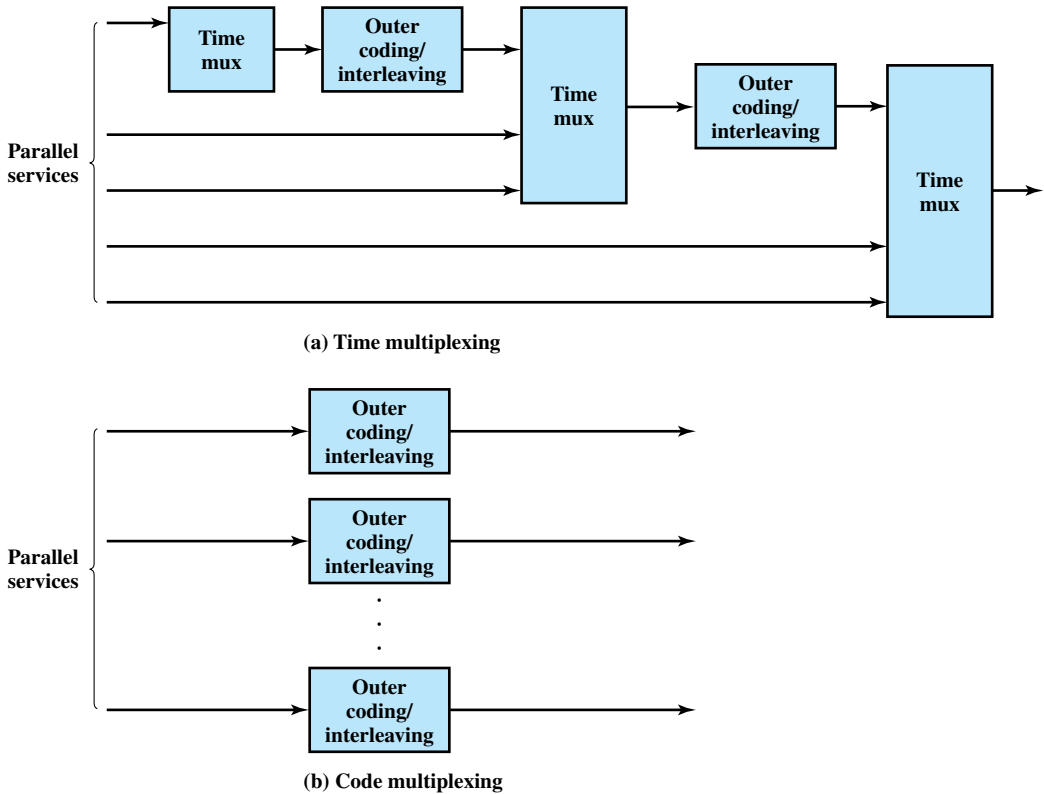 Time
mux
Outer
coding/
interleaving
Time
mux
Outer
coding/
interleaving
Time
mux
Parallel
services
(a) Time multiplexing
Outer
coding/
interleaving
Outer
coding/
interleaving
Parallel
services
.
.
.
Outer
coding/
interleaving
(b) Code multiplexing